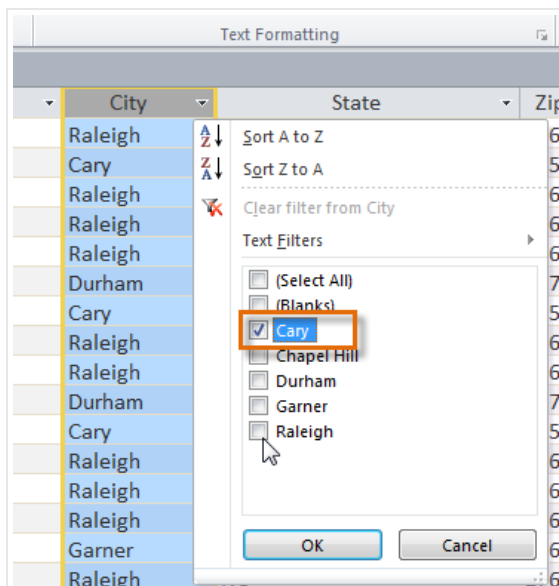 Text Formatting
City State Zip
Raleigh
Cary
Raleigh
Raleigh
Raleigh
Durham
Cary
Raleigh
Raleigh
Durham
Cary
Raleigh
Raleigh
Raleigh
Garner
Raleigh
Sort A to Z
Sort Z to A
Clear filter from City
Text Filters
(Select All)
(Blanks)
Cary
Chapel Hill
Durham
Garner
Raleigh
OK Cancel